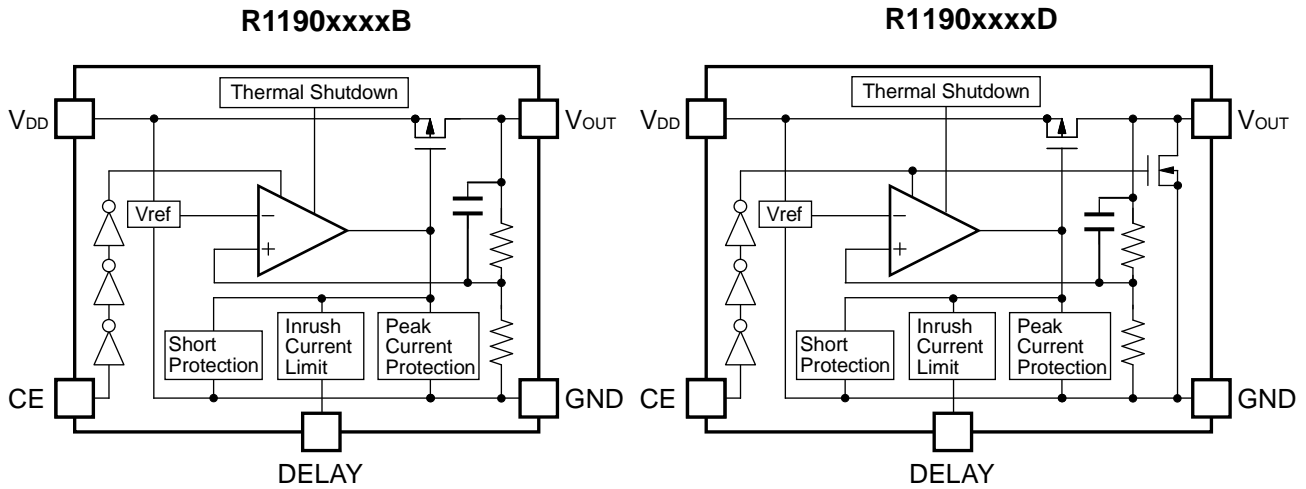 R1190xxxxB
Thermal Shutdown
VDD
VOUT
Vref
−
+
Short
Protection
Inrush
Current
Limit
Peak
Current
Protection
CE
GND
DELAY
R1190xxxxD
Thermal Shutdown
VDD
VOUT
Vref
−
+
Short
Protection
Inrush
Current
Limit
Peak
Current
Protection
CE
GND
DELAY